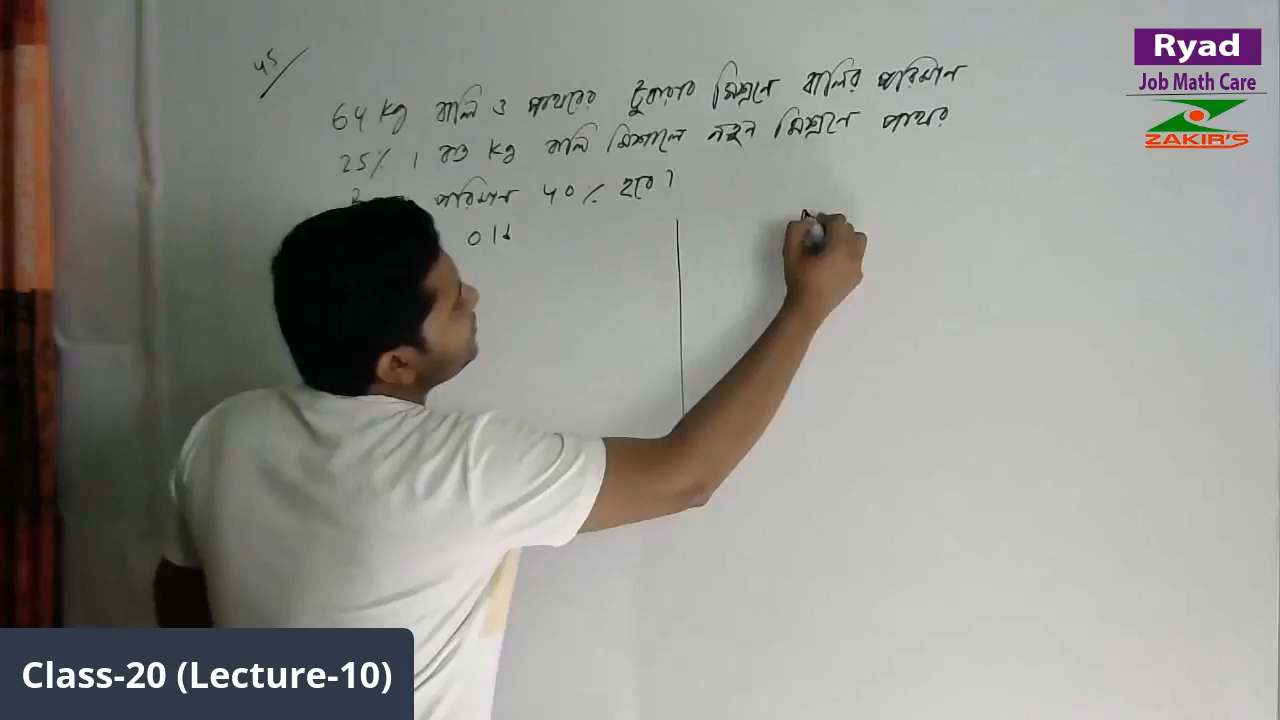 45/
64 Kg বালি ও পাথরের টুকরার মিশ্রণে বালির পরিমান
25% । কত Kg বালি মিশালে নতুন মিশ্রণে পাথর
পরিমান 40% হবে?
old
Ryad
Job Math Care
ZAKIR'S
Class-20 (Lecture-10)